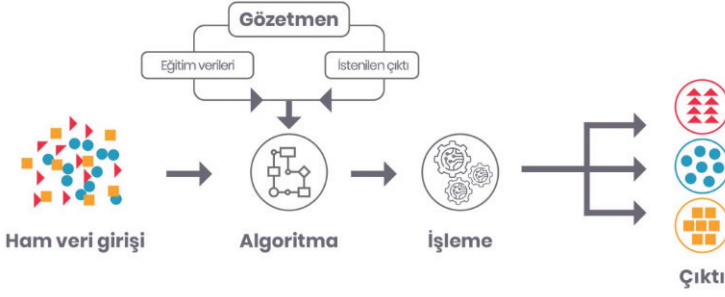 Gözetmen
Eğitim verileri
İstenilen çıktı
Ham veri girişi
Algoritma
İşleme
Çıktı